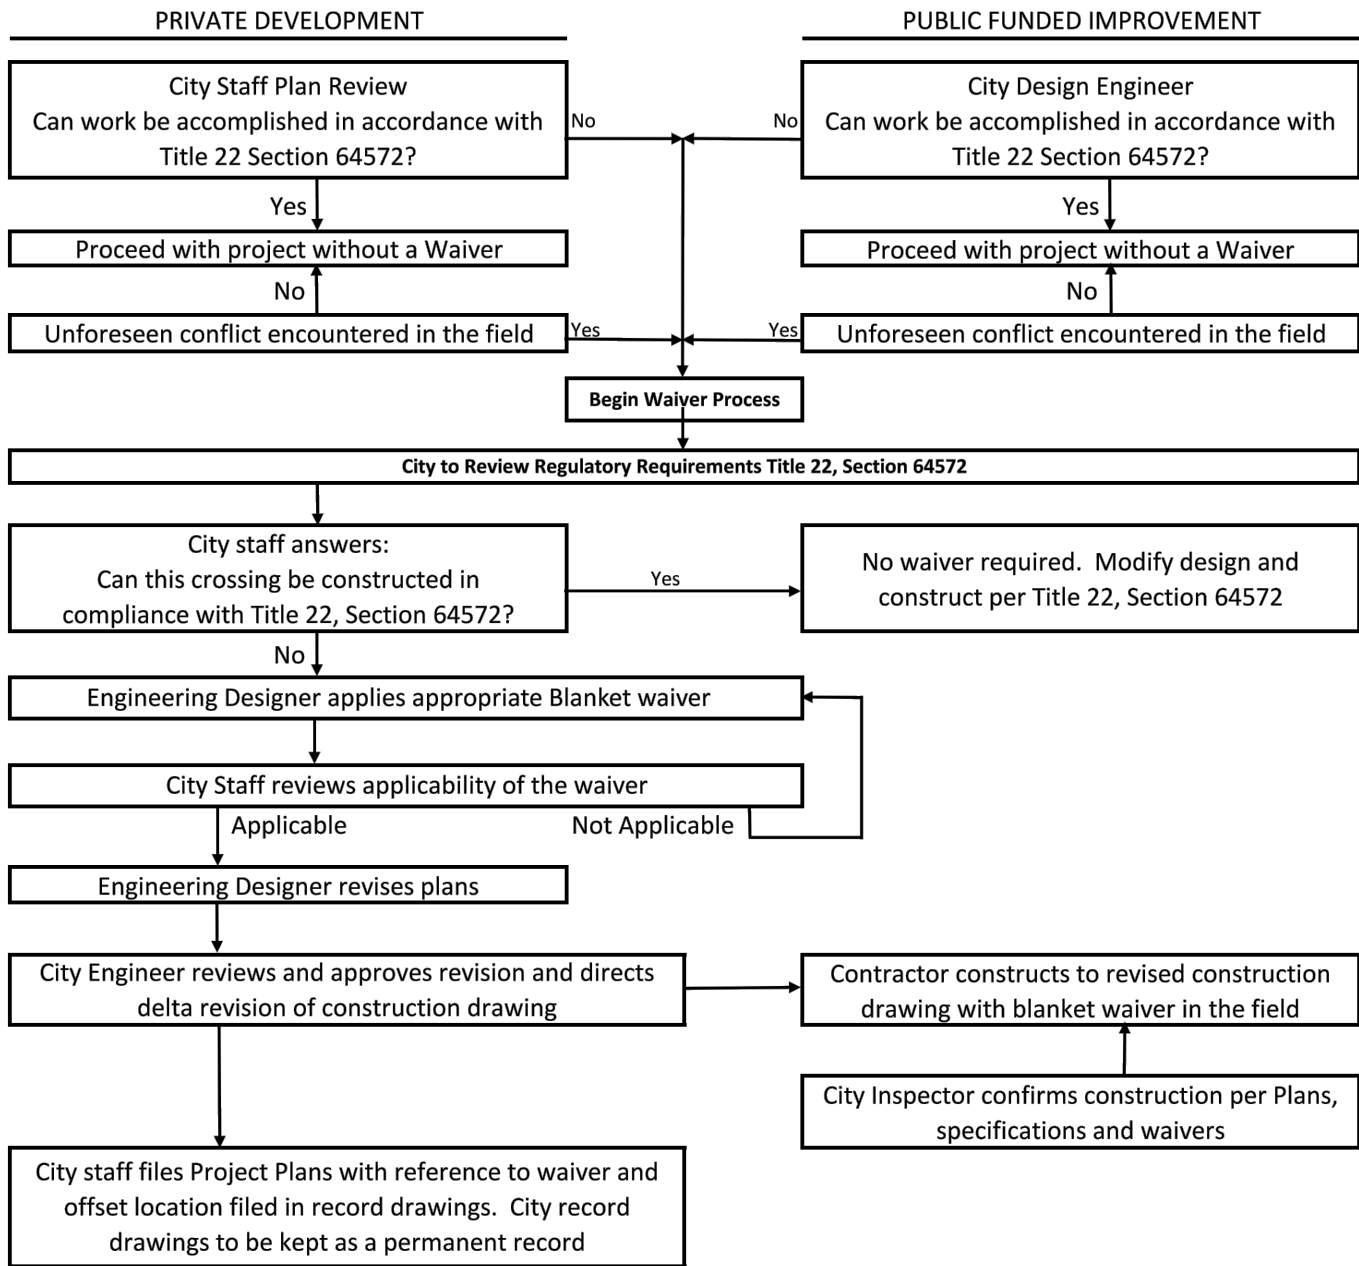 PRIVATE DEVELOPMENT
PUBLIC FUNDED IMPROVEMENT
City Staff Plan Review
Can work be accomplished in accordance with
Title 22 Section 64572?
No
No
City Design Engineer
Can work be accomplished in accordance with
Title 22 Section 64572?
Yes
Yes
Proceed with project without a Waiver
Proceed with project without a Waiver
No
No
Unforeseen conflict encountered in the field
Yes
Yes
Unforeseen conflict encountered in the field
Begin Waiver Process
City to Review Regulatory Requirements Title 22, Section 64572
City staff answers:
Can this crossing be constructed in
compliance with Title 22, Section 64572?
Yes
No waiver required.  Modify design and
construct per Title 22, Section 64572
No
Engineering Designer applies appropriate Blanket waiver
City Staff reviews applicability of the waiver
Applicable
Not Applicable
Engineering Designer revises plans
City Engineer reviews and approves revision and directs
delta revision of construction drawing
Contractor constructs to revised construction
drawing with blanket waiver in the field
City Inspector confirms construction per Plans,
specifications and waivers
City staff files Project Plans with reference to waiver and
offset location filed in record drawings.  City record
drawings to be kept as a permanent record